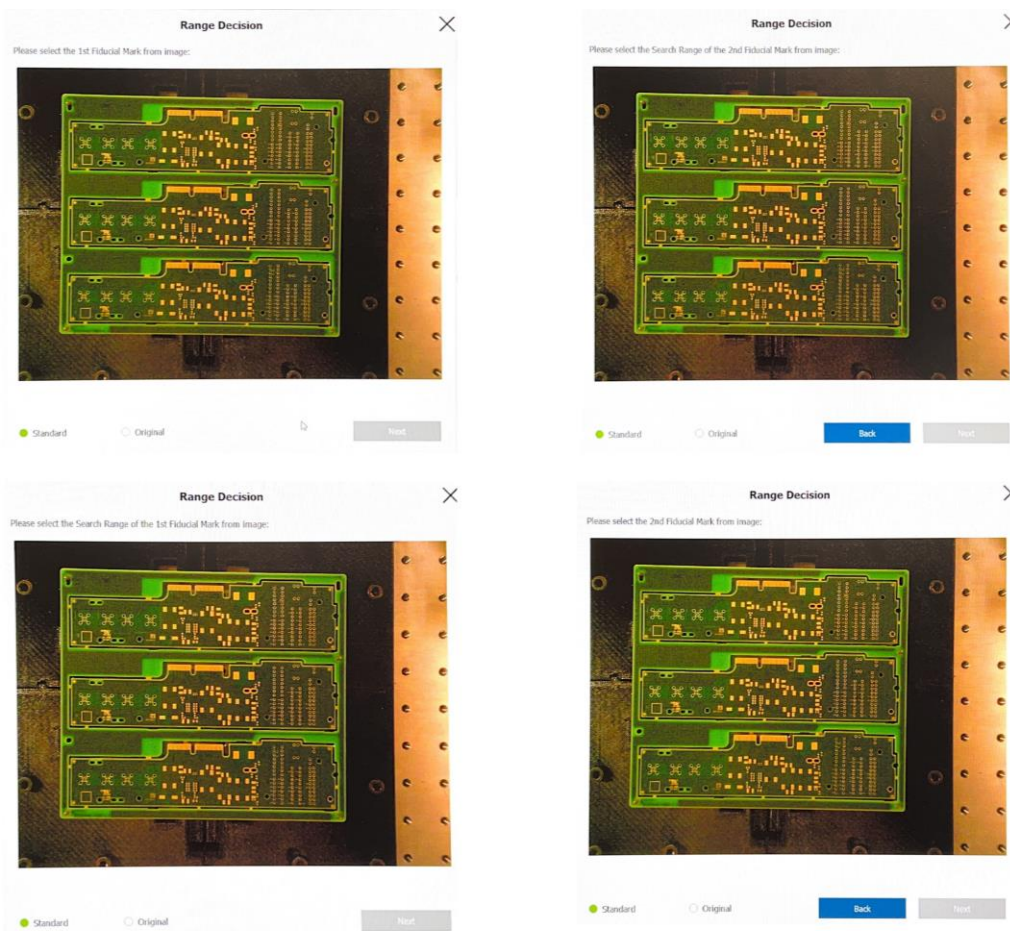 Range Decision
Please select the 1st Fiducial Mark from image:
Standard
Original
Next
Range Decision
Please select the Search Range of the 2nd Fiducial Mark from image:
Standard
Original
Back
Next
Range Decision
Please select the Search Range of the 1st Fiducial Mark from image:
Standard
Original
Next
Range Decision
Please select the 2nd Fiducial Mark from image:
Standard
Original
Back
Next